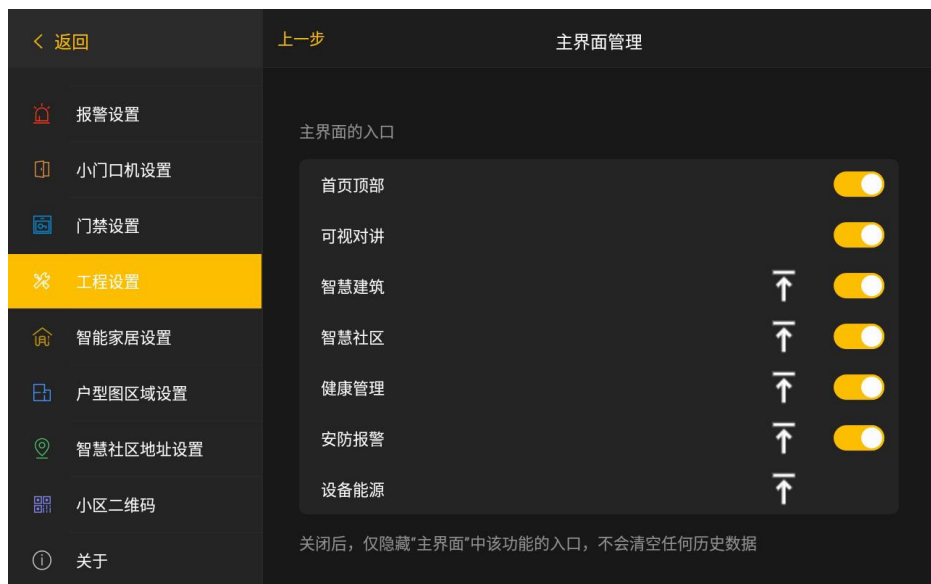 返回
上一步
主界面管理
报警设置
小门口机设置
门禁设置
工程设置
智能家居设置
户型图区域设置
智慧社区地址设置
小区二维码
关于
主界面的入口
首页顶部
可视对讲
智慧建筑
智慧社区
健康管理
安防报警
设备能源
关闭后，仅隐藏"主界面"中该功能的入口，不会清空任何历史数据